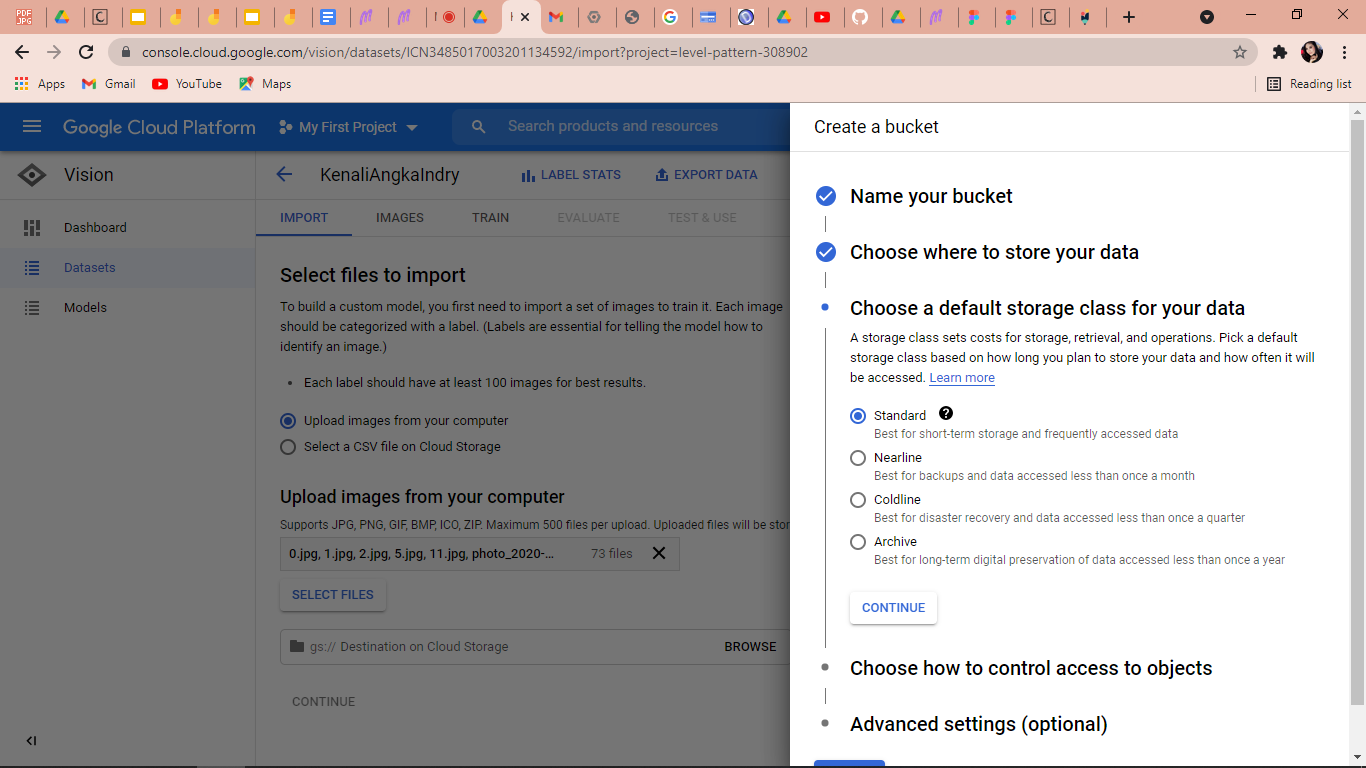 PDF
JPG
console.cloud.google.com/vision/datasets/ICN3485017003201134592/import?project=level-pattern-308902
Apps
Gmail
YouTube
Maps
Reading list
Google Cloud Platform
My First Project
Search products and resources
Vision
KenaliAngkaIndry
LABEL STATS
EXPORT DATA
Dashboard
Datasets
Models
IMPORT
IMAGES
TRAIN
EVALUATE
TEST & USE
Select files to import
To build a custom model, you first need to import a set of images to train it. Each image
should be categorized with a label. (Labels are essential for telling the model how to
identify an image.)
• Each label should have at least 100 images for best results.
Upload images from your computer
Select a CSV file on Cloud Storage
Upload images from your computer
Supports JPG, PNG, GIF, BMP, ICO, ZIP. Maximum 500 files per upload. Uploaded files will be stor
0.jpg, 1.jpg, 2.jpg, 5.jpg, 11.jpg, photo_2020-...
73 files
SELECT FILES
gs:// Destination on Cloud Storage
BROWSE
CONTINUE
Create a bucket
Name your bucket
Choose where to store your data
Choose a default storage class for your data
A storage class sets costs for storage, retrieval, and operations. Pick a default
storage class based on how long you plan to store your data and how often it will
be accessed. Learn more
Standard
Best for short-term storage and frequently accessed data
Nearline
Best for backups and data accessed less than once a month
Coldline
Best for disaster recovery and data accessed less than once a quarter
Archive
Best for long-term digital preservation of data accessed less than once a year
CONTINUE
Choose how to control access to objects
Advanced settings (optional)